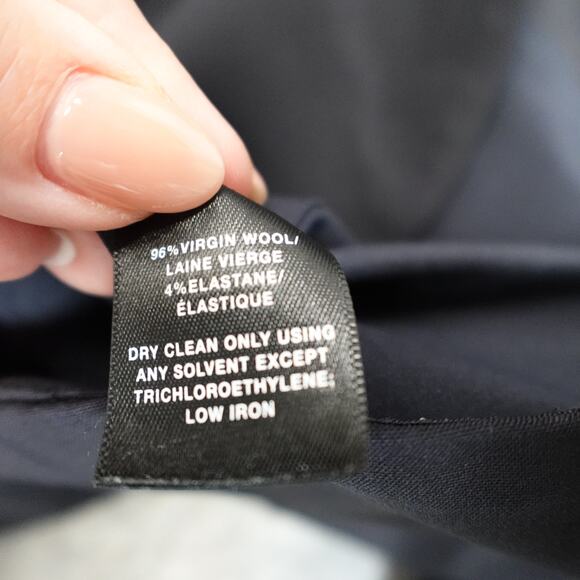 96%VIRGIN WOOL/
LAINE VIERGE
4%ELASTANE/
ÉLASTIQUE
DRY CLEAN ONLY USING
ANY SOLVENT EXCEPT
TRICHLOROETHYLENE;
LOW IRON